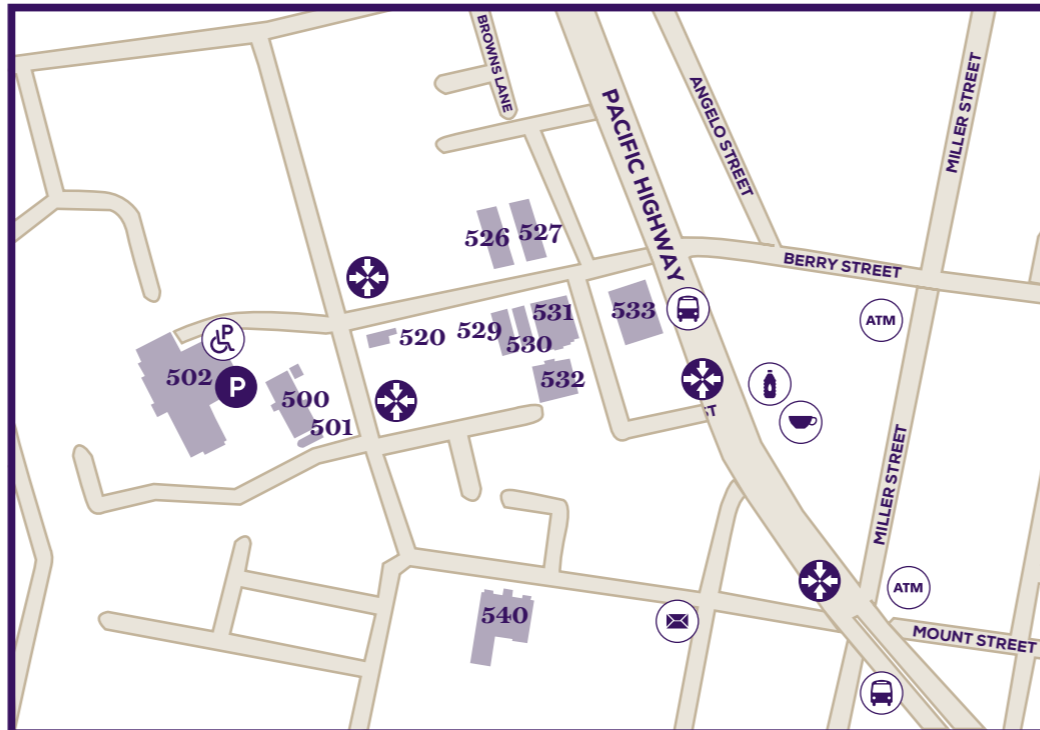 BROWNS LANE
PACIFIC HIGHWAY
ANGELO STREET
MILLER STREET
526
527
BERRY STREET
531
533
529
530
520
ATM
P
502
P
500
532
501
ST
MILLER STREET
ATM
540
MOUNT STREET